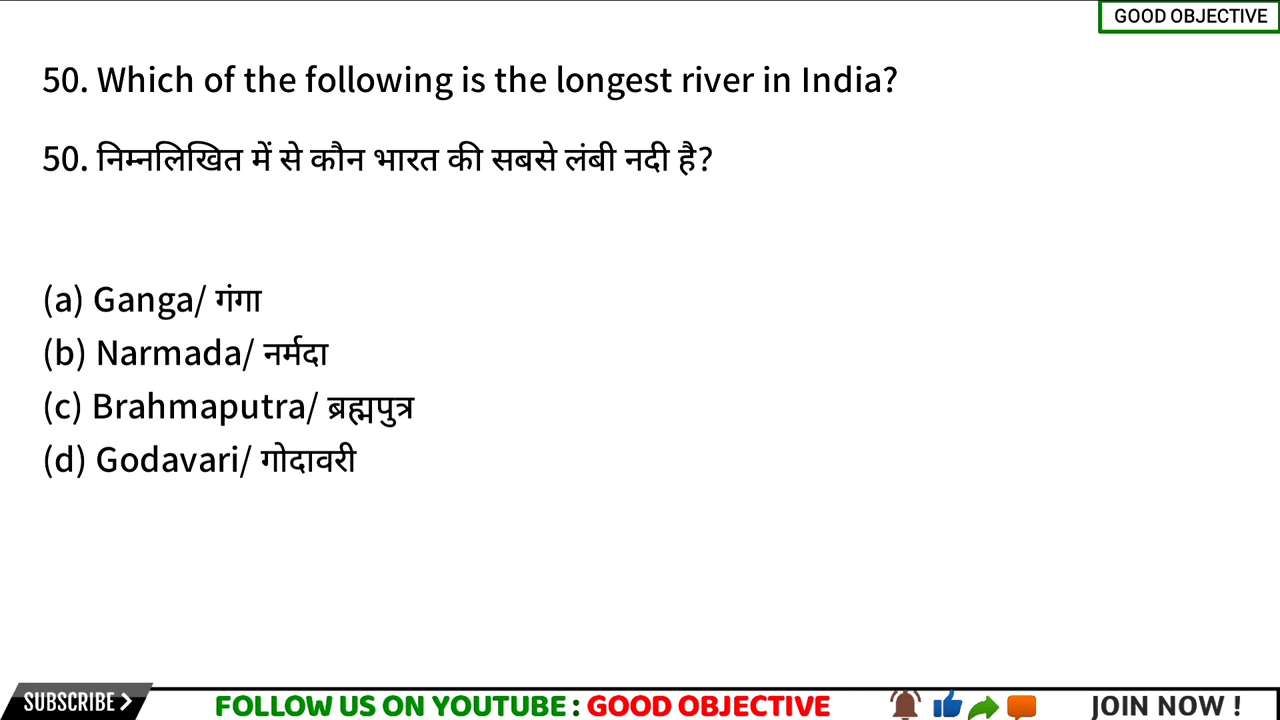 GOOD OBJECTIVE
50. Which of the following is the longest river in India?
50. निम्नलिखित में से कौन भारत की सबसे लंबी नदी है?
(a) Ganga/ गंगा
(b) Narmada/ नर्मदा
(c) Brahmaputra/ ब्रह्मपुत्र
(d) Godavari/ गोदावरी
SUBSCRIBE FOLLOW US ON YOUTUBE : GOOD OBJECTIVE JOIN NOW !